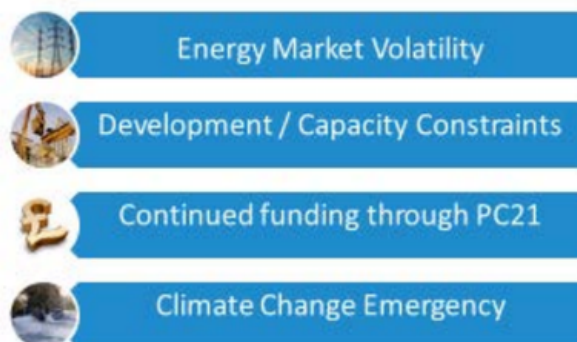 Energy Market Volatility
Development / Capacity Constraints
Continued funding through PC21
Climate Change Emergency